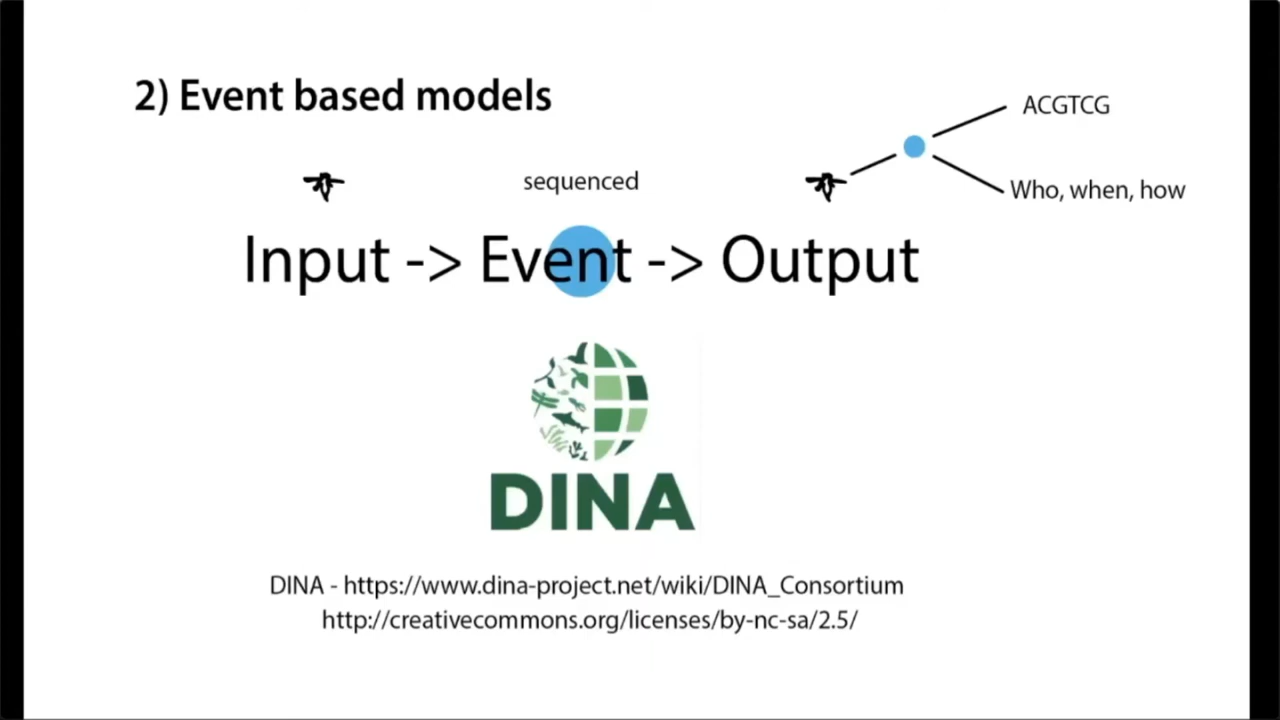 2) Event based models
ACGTCG
sequenced
Who, when, how
Input -> Event -> Output
DINA
DINA - https://www.dina-project.net/wiki/DINA_Consortium
http://creativecommons.org/licenses/by-nc-sa/2.5/